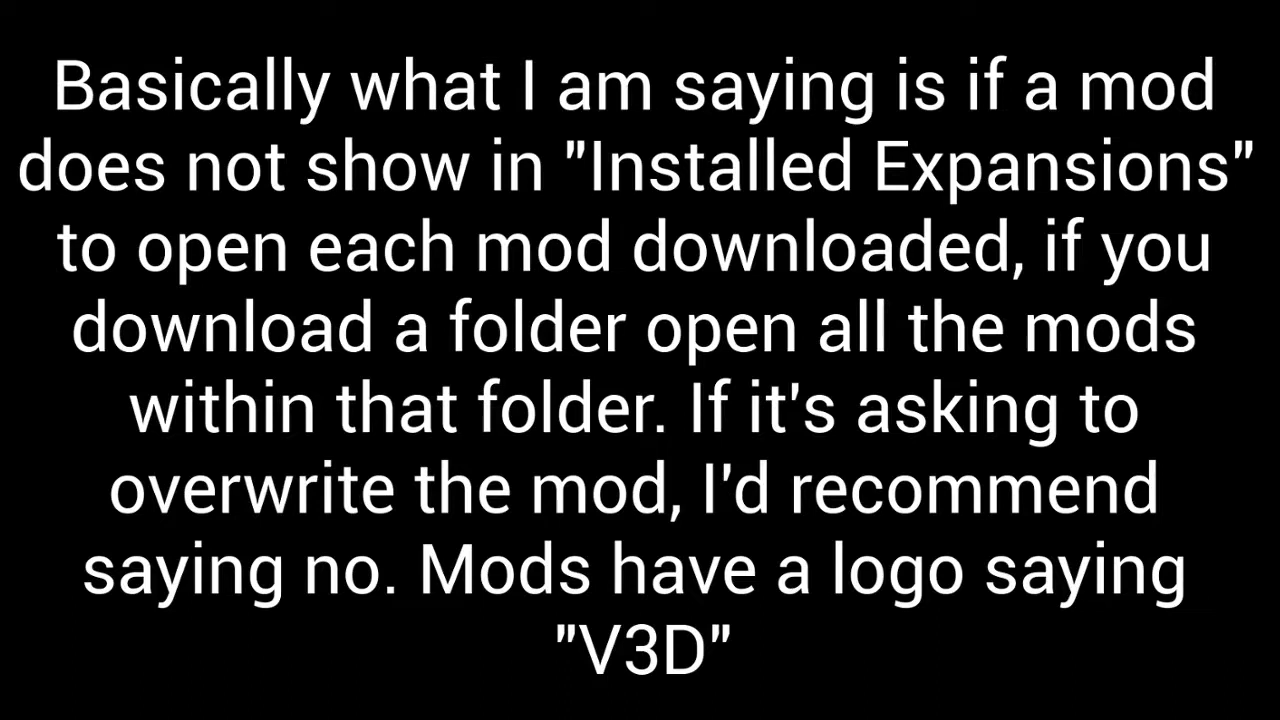 Basically what I am saying is if a mod
does not show in "Installed Expansions"
to open each mod downloaded, if you
download a folder open all the mods
within that folder. If it's asking to
overwrite the mod, I'd recommend
saying no. Mods have a logo saying
"V3D"